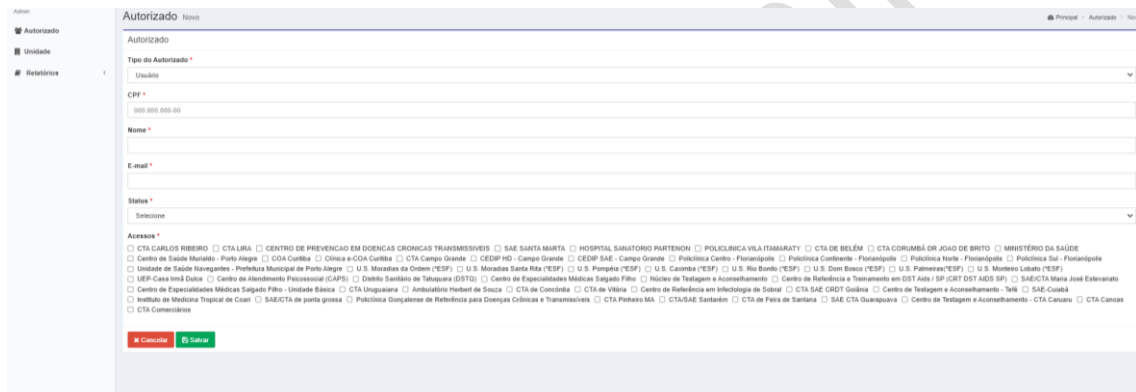 Admin
Autorizado Novo
Principal > Autorizado > Nov
Autorizado
Unidade
Relatórios
Autorizado
Tipo do Autorizado *
Usuário
CPF *
000.000.000-00
Nome *
E-mail *
Status *
Selecione
Acessos *
CTA CARLOS RIBEIRO CTA LIRA CENTRO DE PREVENCAO EM DOENCAS CRONICAS TRANSMISSIVEIS SAE SANTA MARTA HOSPITAL SANATORIO PARTENON POLICLINICA VILA ITAMARATY CTA DE BELÉM CTA CORUMBÁ DR JOAO DE BRITO MINISTÉRIO DA SAÚDE
Centro de Saúde Murialdo - Porto Alegre COA Curitiba Clínica e-COA Curitiba CTA Campo Grande CEDIP HD - Campo Grande CEDIP SAE - Campo Grande Policlínica Centro - Florianópolis Policlínica Continente - Florianópolis Policlínica Norte - Florianópolis Policlínica Sul - Florianópolis
Unidade de Saúde Navegantes - Prefeitura Municipal de Porto Alegre U.S. Moradias da Ordem (*ESF) U.S. Moradias Santa Rita (*ESF) U.S. Pompéia (*ESF) U.S. Caximba (*ESF) U.S. Rio Bonito (*ESF) U.S. Dom Bosco (*ESF) U.S. Palmeiras(*ESF) U.S. Monteiro Lobato (*ESF)
UEP-Casa Irmã Dulce Centro de Atendimento Psicossocial (CAPS) Distrito Sanitário de Tatuquara (DSTQ) Centro de Especialidades Médicas Salgado Filho Núcleo de Testagem e Aconselhamento Centro de Referência e Treinamento em DST Aids / SP (CRT DST AIDS SP) SAE/CTA Maria José Estevanato
Centro de Especialidades Médicas Salgado Filho - Unidade Básica CTA Uruguaiana Ambulatório Herbert de Souza CTA de Concórdia CTA de Vitória Centro de Referência em Infectologia de Sobral CTA SAE CRDT Goiânia Centro de Testagem e Aconselhamento - Tefé SAE-Cuiabá
Instituto de Medicina Tropical de Coari SAE/CTA de ponta grossa Policlínica Gonçalense de Referência para Doenças Crônicas e Transmissíveis CTA Pinheiro MA CTA/SAE Santarém CTA de Feira de Santana SAE CTA Guarapuava Centro de Testagem e Aconselhamento - CTA Caruaru CTA Canoas
CTA Comerciários
Cancelar Salvar